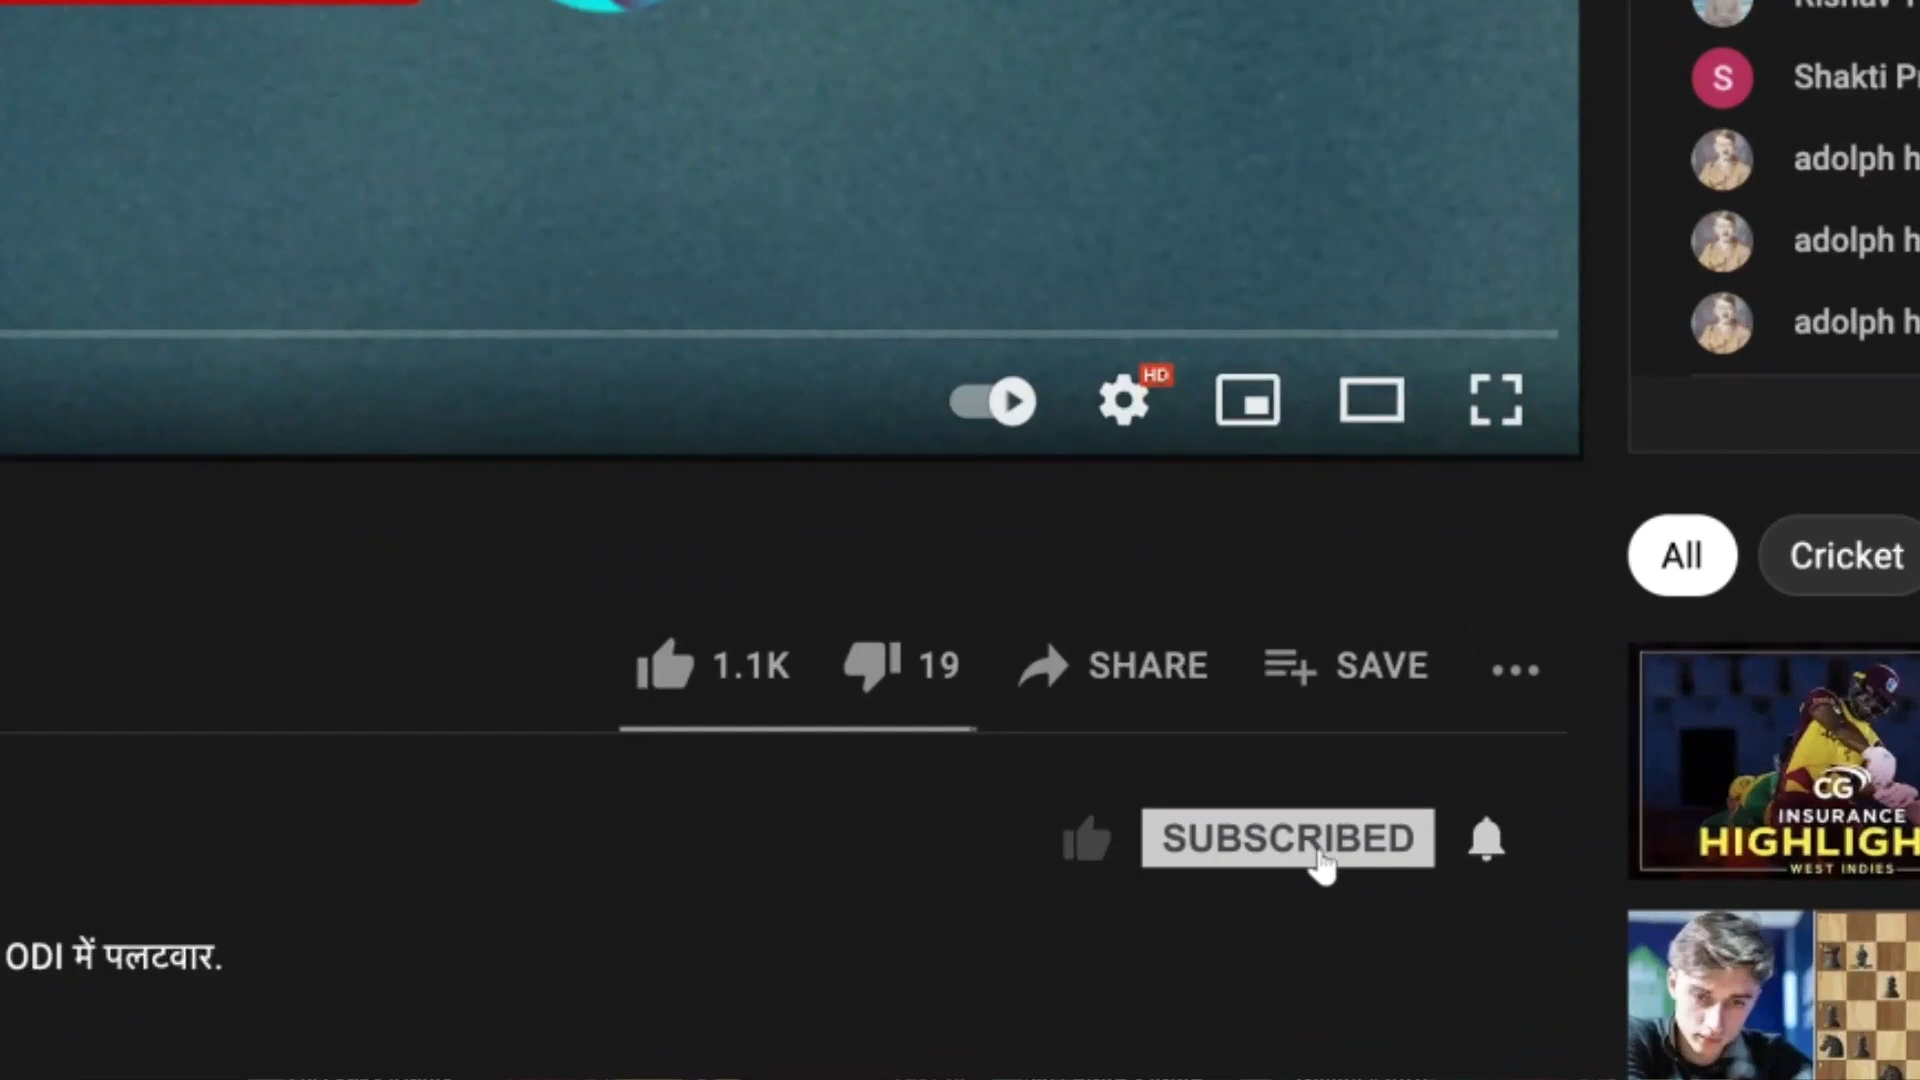 Shakti
adolph
adolph
adolph
HD
All
Cricket
1.1K 19 SHARE SAVE
SUBSCRIBED
ODI में पलटवार.
CG
INSURANCE
WEST INDIES